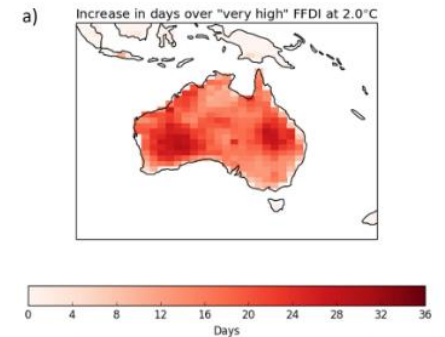 a)
Increase in days over "very high" FFDI at 2.0°C
0 4 8 12 16 20 24 28 32 36
Days